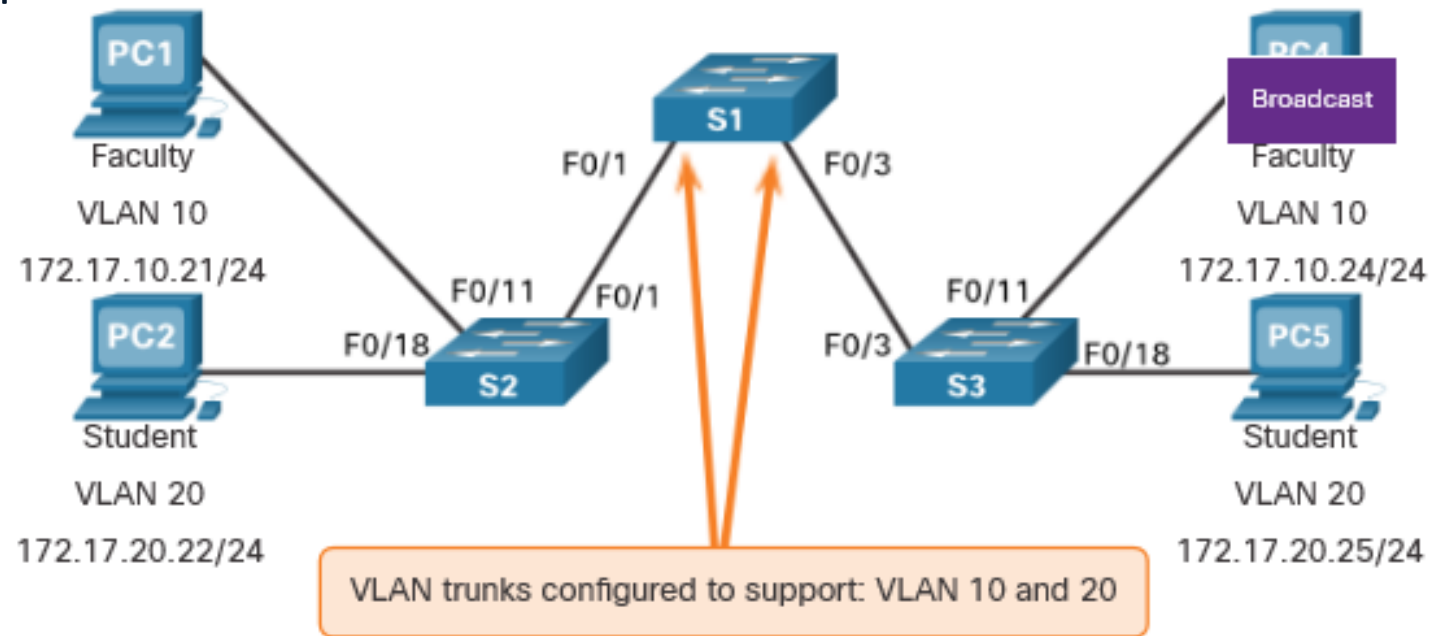 PC1
Faculty
VLAN 10
172.17.10.21/24
PC2
Student
VLAN 20
172.17.20.22/24
F0/11
F0/18
F0/1
S2
F0/1
S1
F0/3
F0/3
S3
F0/11
F0/18
PC4
Broadcast
Faculty
VLAN 10
172.17.10.24/24
PC5
Student
VLAN 20
172.17.20.25/24
VLAN trunks configured to support: VLAN 10 and 20